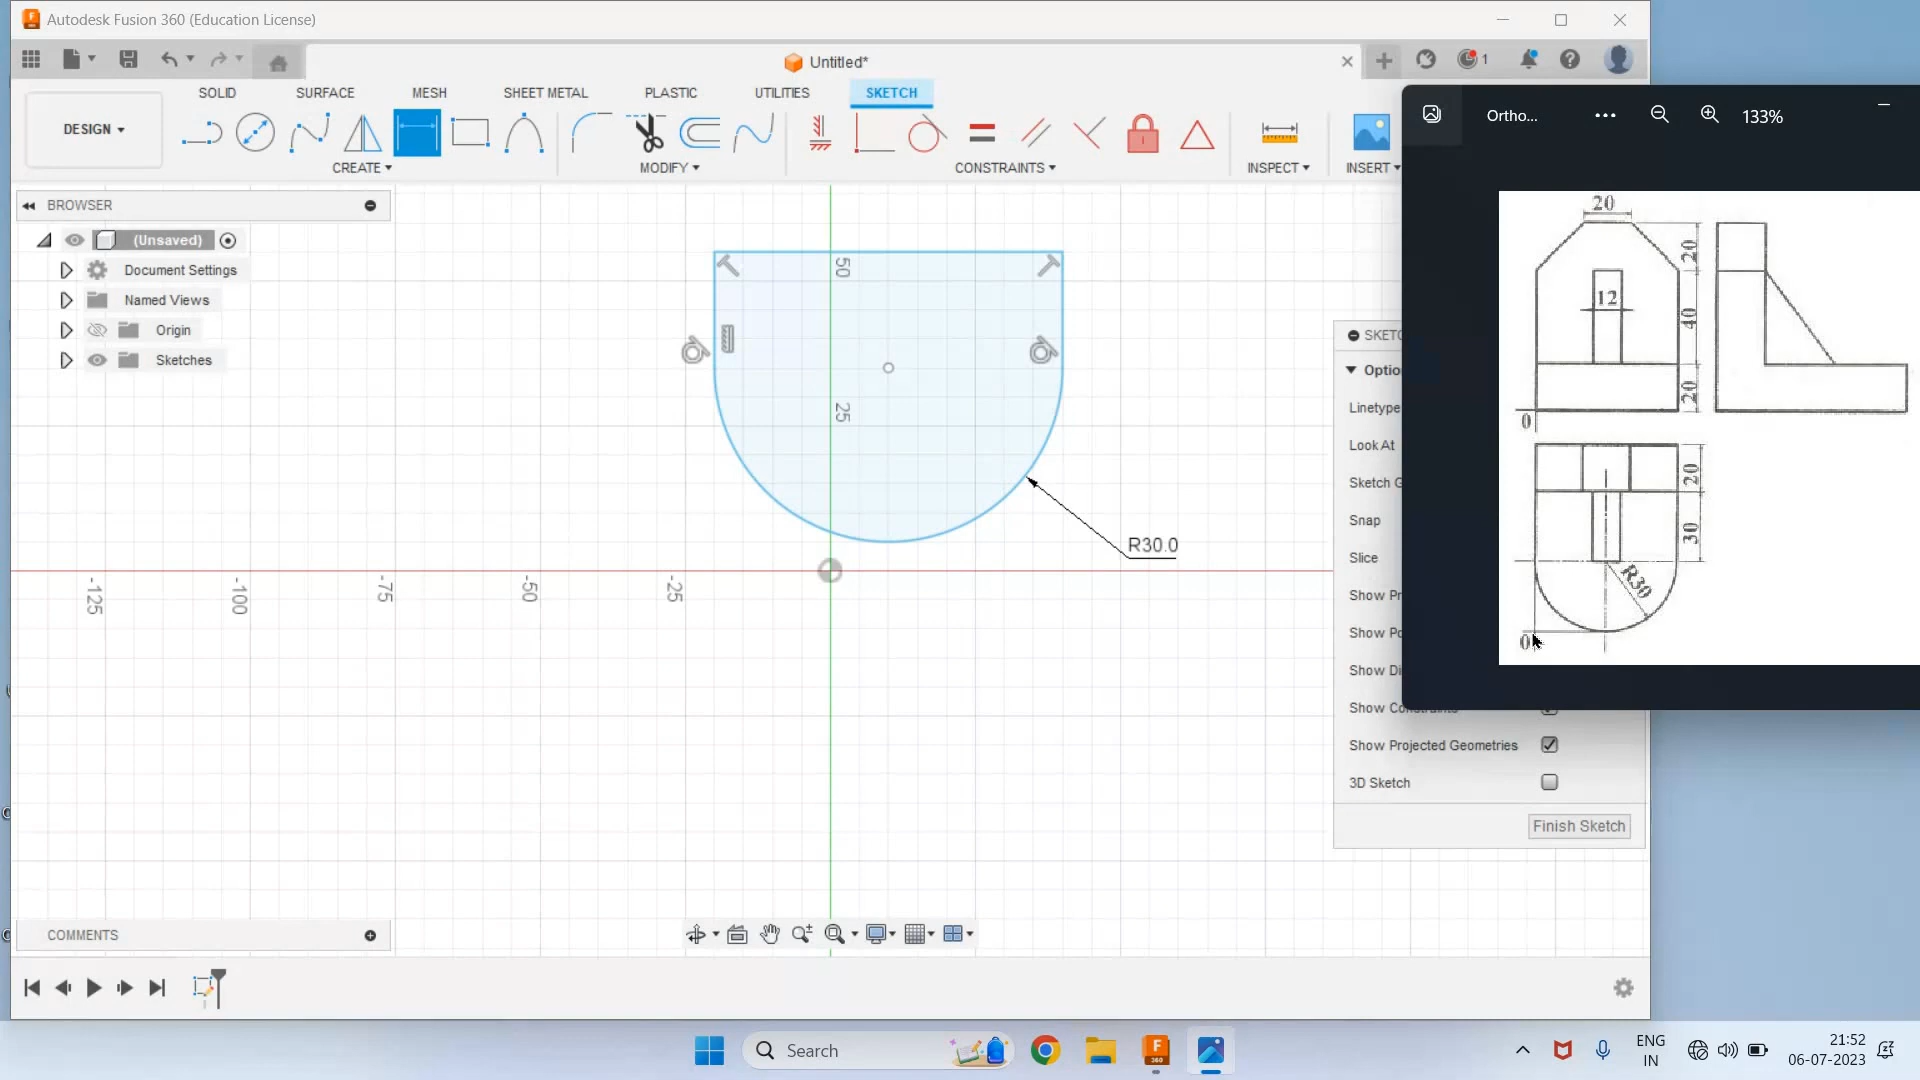 Autodesk Fusion 360 (Education License)
Untitled*
1
SOLID SURFACE MESH SHEET METAL PLASTIC UTILITIES SKETCH
DESIGN
CREATE MODIFY CONSTRAINTS INSPECT INSERT
Ortho... 133%
BROWSER
(Unsaved)
Document Settings
Named Views
Origin
Sketches
50
25
-125
-100
-75
-50
-25
R30.0
SKETC
Optio
Linetype
Look At
Sketch G
Snap
Slice
Show Pr
Show Po
Show Di
Show Constraints
Show Projected Geometries
3D Sketch
Finish Sketch
20
20
12
40
20
0
20
30
R30
0
COMMENTS
Search
F
360
ENG
IN
21:52
06-07-2023